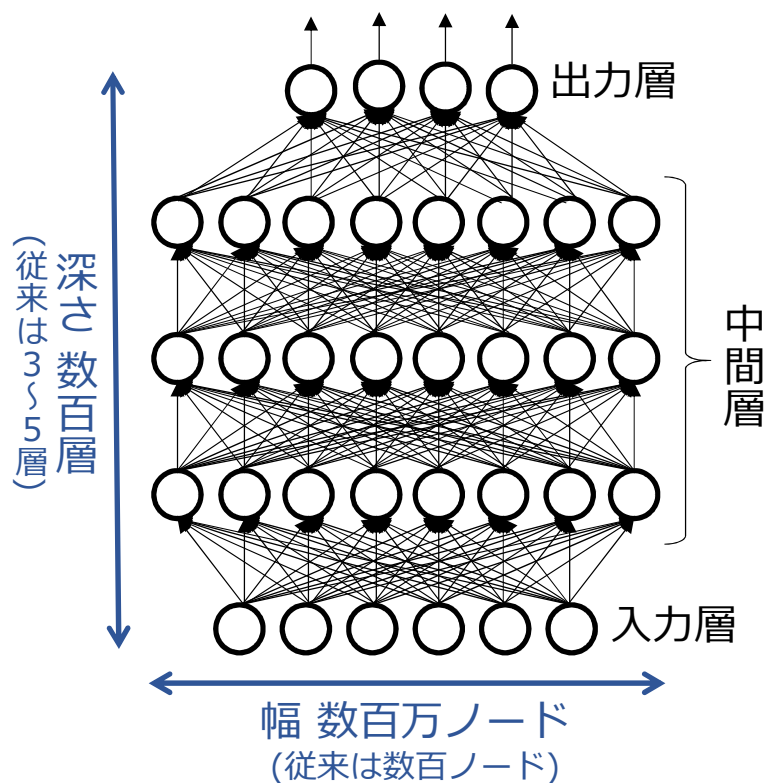 出力層
中間層
深さ 数百層
(従来は3～5層)
入力層
幅 数百万ノード
(従来は数百ノード)